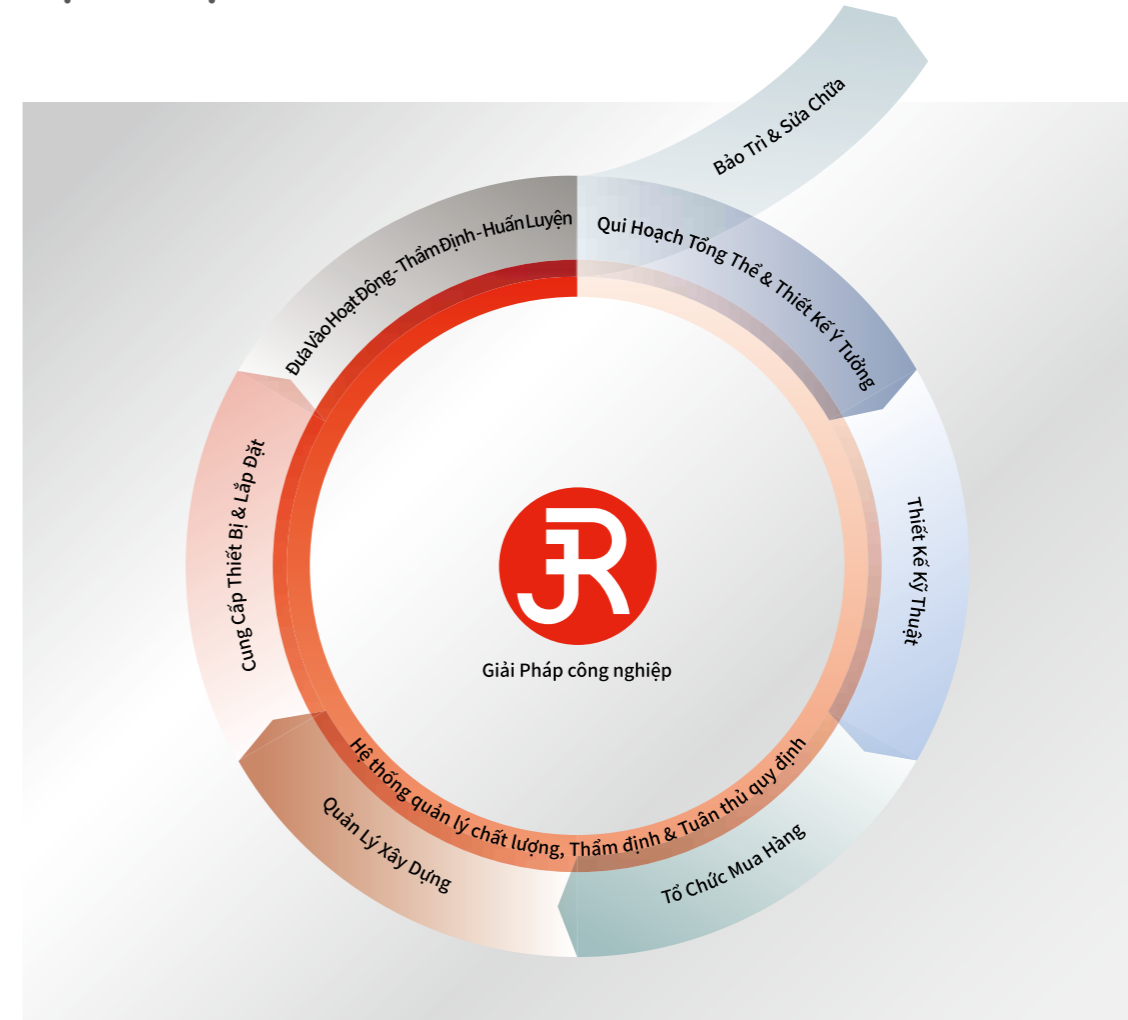 Bảo Trì & Sửa Chữa
Qui Hoạch Tổng Thể & Thiết Kế Ý Tưởng
Thiết Kế Kỹ Thuật
Tổ Chức Mua Hàng
Quản Lý Xây Dựng
Cung Cấp Thiết Bị & Lắp Đặt
Đưa Vào Hoạt Động - Thẩm Định - Huấn Luyện
Hệ thống quản lý chất lượng, Thẩm định & Tuân thủ quy định
JR
Giải Pháp công nghiệp